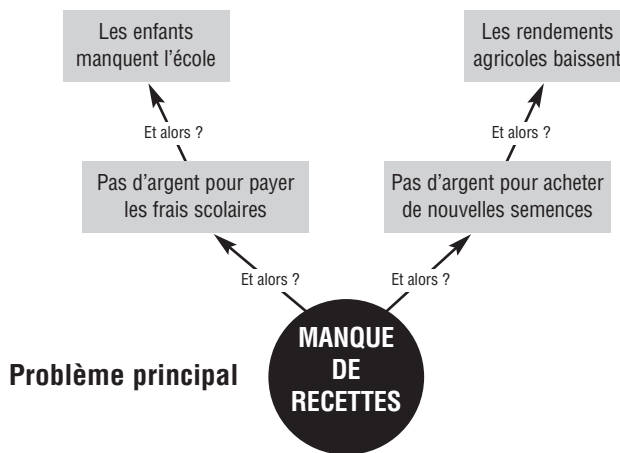 Les enfants
manquent l'école
Les rendements
agricoles baissent
Et alors ?
Et alors ?
Pas d'argent pour payer
les frais scolaires
Pas d'argent pour acheter
de nouvelles semences
Et alors ?
Et alors ?
Problème principal
MANQUE
DE
RECETTES